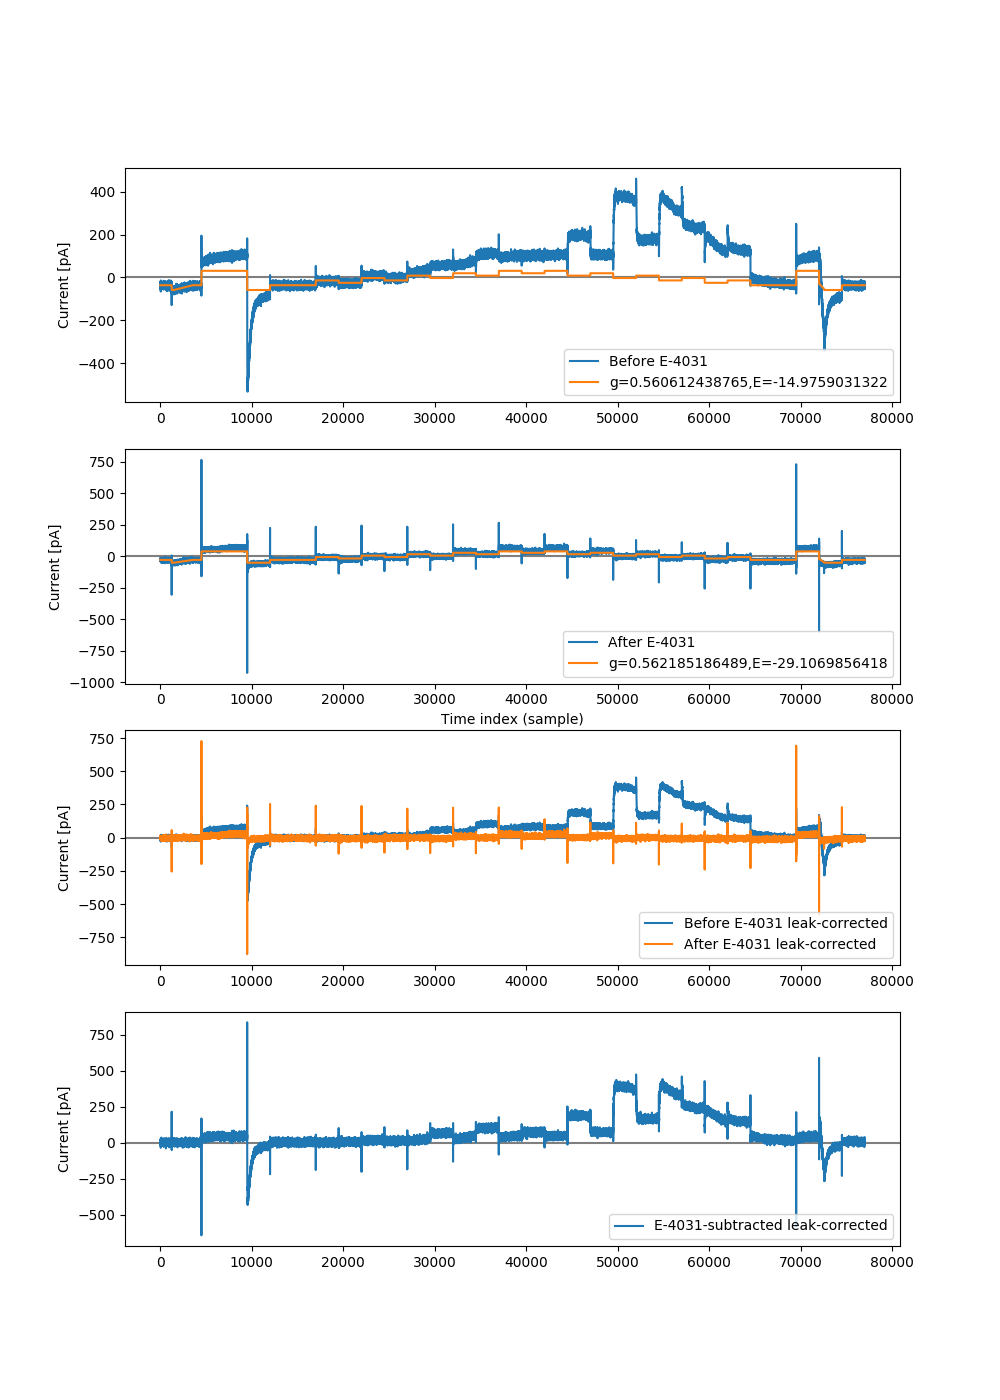 400
200
0
−200
−400
Current [pA]
Before E-4031
g=0.560612438765,E=-14.9759031322
0 10000 20000 30000 40000 50000 60000 70000 80000
750
500
250
0
−250
−500
−750
−1000
Current [pA]
After E-4031
g=0.562185186489,E=-29.1069856418
0 10000 20000 30000 40000 50000 60000 70000 80000
Time index (sample)
750
500
250
0
−250
−500
−750
Current [pA]
Before E-4031 leak-corrected
After E-4031 leak-corrected
0 10000 20000 30000 40000 50000 60000 70000 80000
750
500
250
0
−250
−500
Current [pA]
E-4031-subtracted leak-corrected
0 10000 20000 30000 40000 50000 60000 70000 80000